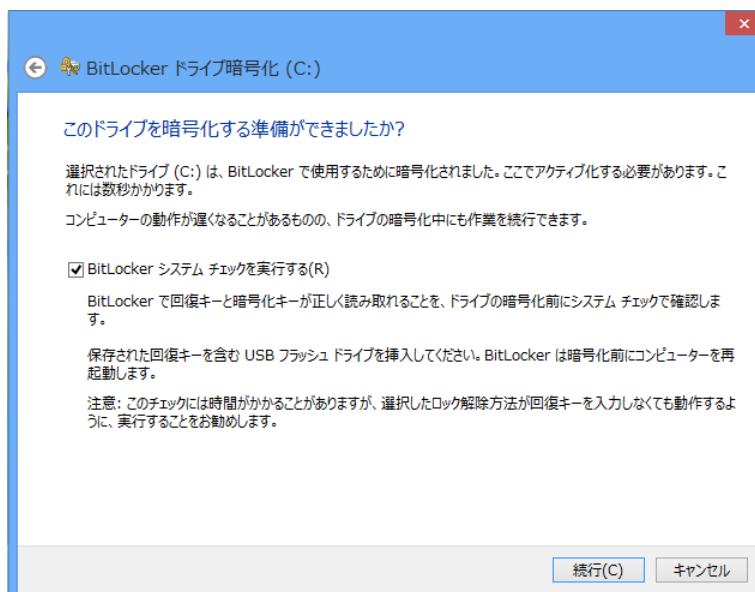 BitLocker ドライブ暗号化 (C:)
このドライブを暗号化する準備ができましたか?
選択されたドライブ (C:) は、BitLocker で使用するために暗号化されました。ここでアクティブ化する必要があります。こ
れには数秒かかります。
コンピューターの動作が遅くなることがあるものの、ドライブの暗号化中にも作業を続行できます。
BitLocker システム チェックを実行する(R)
BitLocker で回復キーと暗号化キーが正しく読み取れることを、ドライブの暗号化前にシステム チェックで確認しま
す。
保存された回復キーを含む USB フラッシュ ドライブを挿入してください。BitLocker は暗号化前にコンピューターを再
起動します。
注意: このチェックには時間がかかることがありますが、選択したロック解除方法が回復キーを入力しなくても動作するよ
うに、実行することをお勧めします。
続行(C)
キャンセル